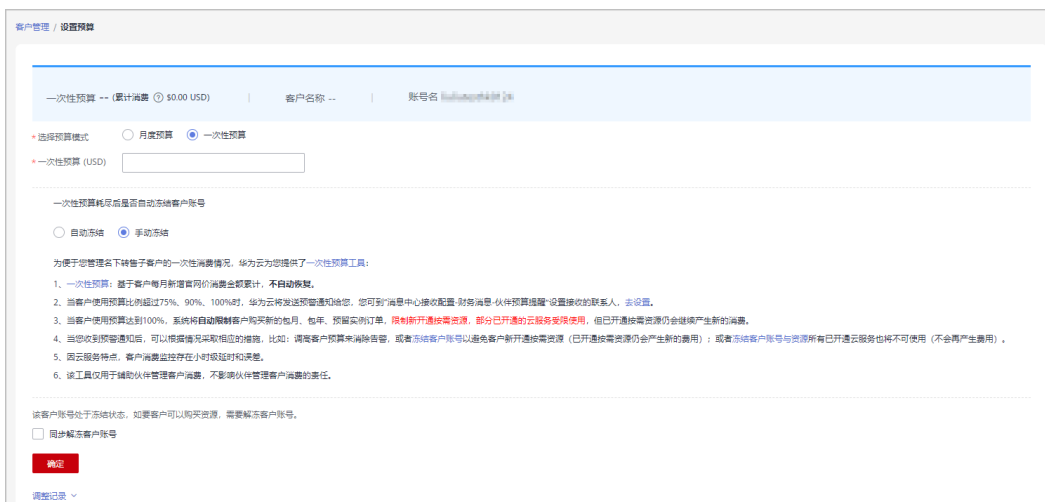 客户管理 / 设置预算
一次性预算 -- (累计消费 ? $0.00 USD) | 客户名称 -- | 账号名
* 选择预算模式 月度预算 一次性预算
* 一次性预算 (USD)
一次性预算耗尽后是否自动冻结客户账号
自动冻结 手动冻结
为便于您管理名下转售子客户的一次性消费情况，华为云为您提供了一次性预算工具：
1、一次性预算：基于客户每月新增官网价消费金额累计，不自动恢复。
2、当客户使用预算比例超过75%、90%、100%时，华为云将发送预警通知给您，您可到"消息中心接收配置-财务消息-伙伴预算提醒"设置接收的联系人，去设置。
3、当客户使用预算达到100%，系统将自动限制客户购买新的包月、包年、预留实例订单，限制新开通按需资源，部分已开通的云服务受限使用，但已开通按需资源仍会继续产生新的消费。
4、当您收到预警通知后，可以根据情况采取相应的措施，比如：调高客户预算来消除告警，或者冻结客户账号以避免客户新开通按需资源（已开通按需资源仍会产生新的费用）；或者冻结客户账号与资源所有已开通云服务也将不可使用（不会再产生费用）。
5、因云服务特点，客户消费监控存在小时级延时和误差。
6、该工具仅用于辅助伙伴管理客户消费，不影响伙伴管理客户消费的责任。
该客户账号处于冻结状态，如要客户可以购买资源，需要解冻客户账号。
同步解冻客户账号
确定
调整记录